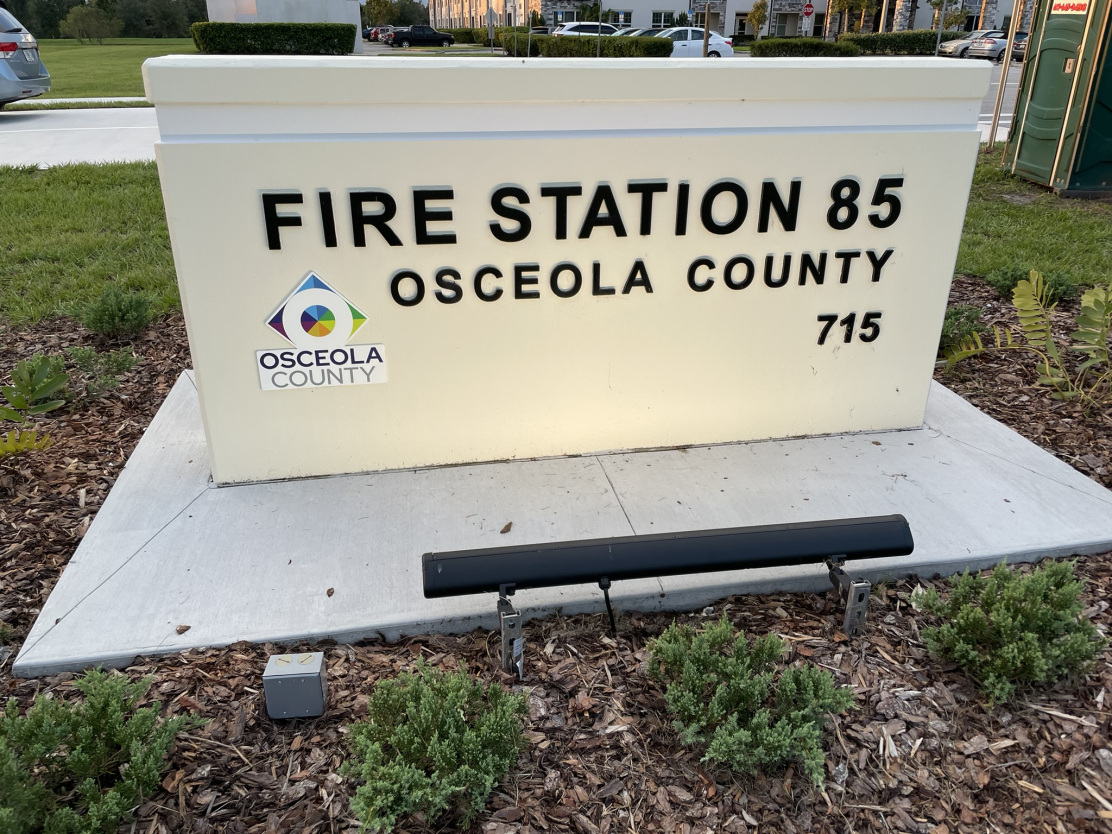 FIRE STATION 85
OSCEOLA COUNTY
715
OSCEOLA
COUNTY